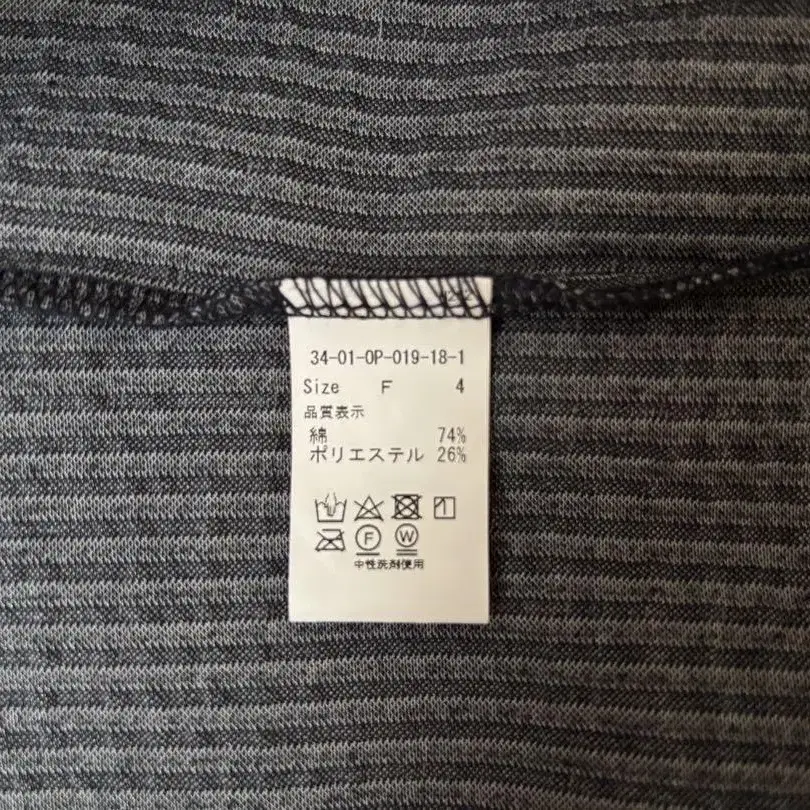 34-01-OP-019-18-1
Size F 4
品質表示
綿 74%
ポリエステル 26%
F W
中性洗剤使用